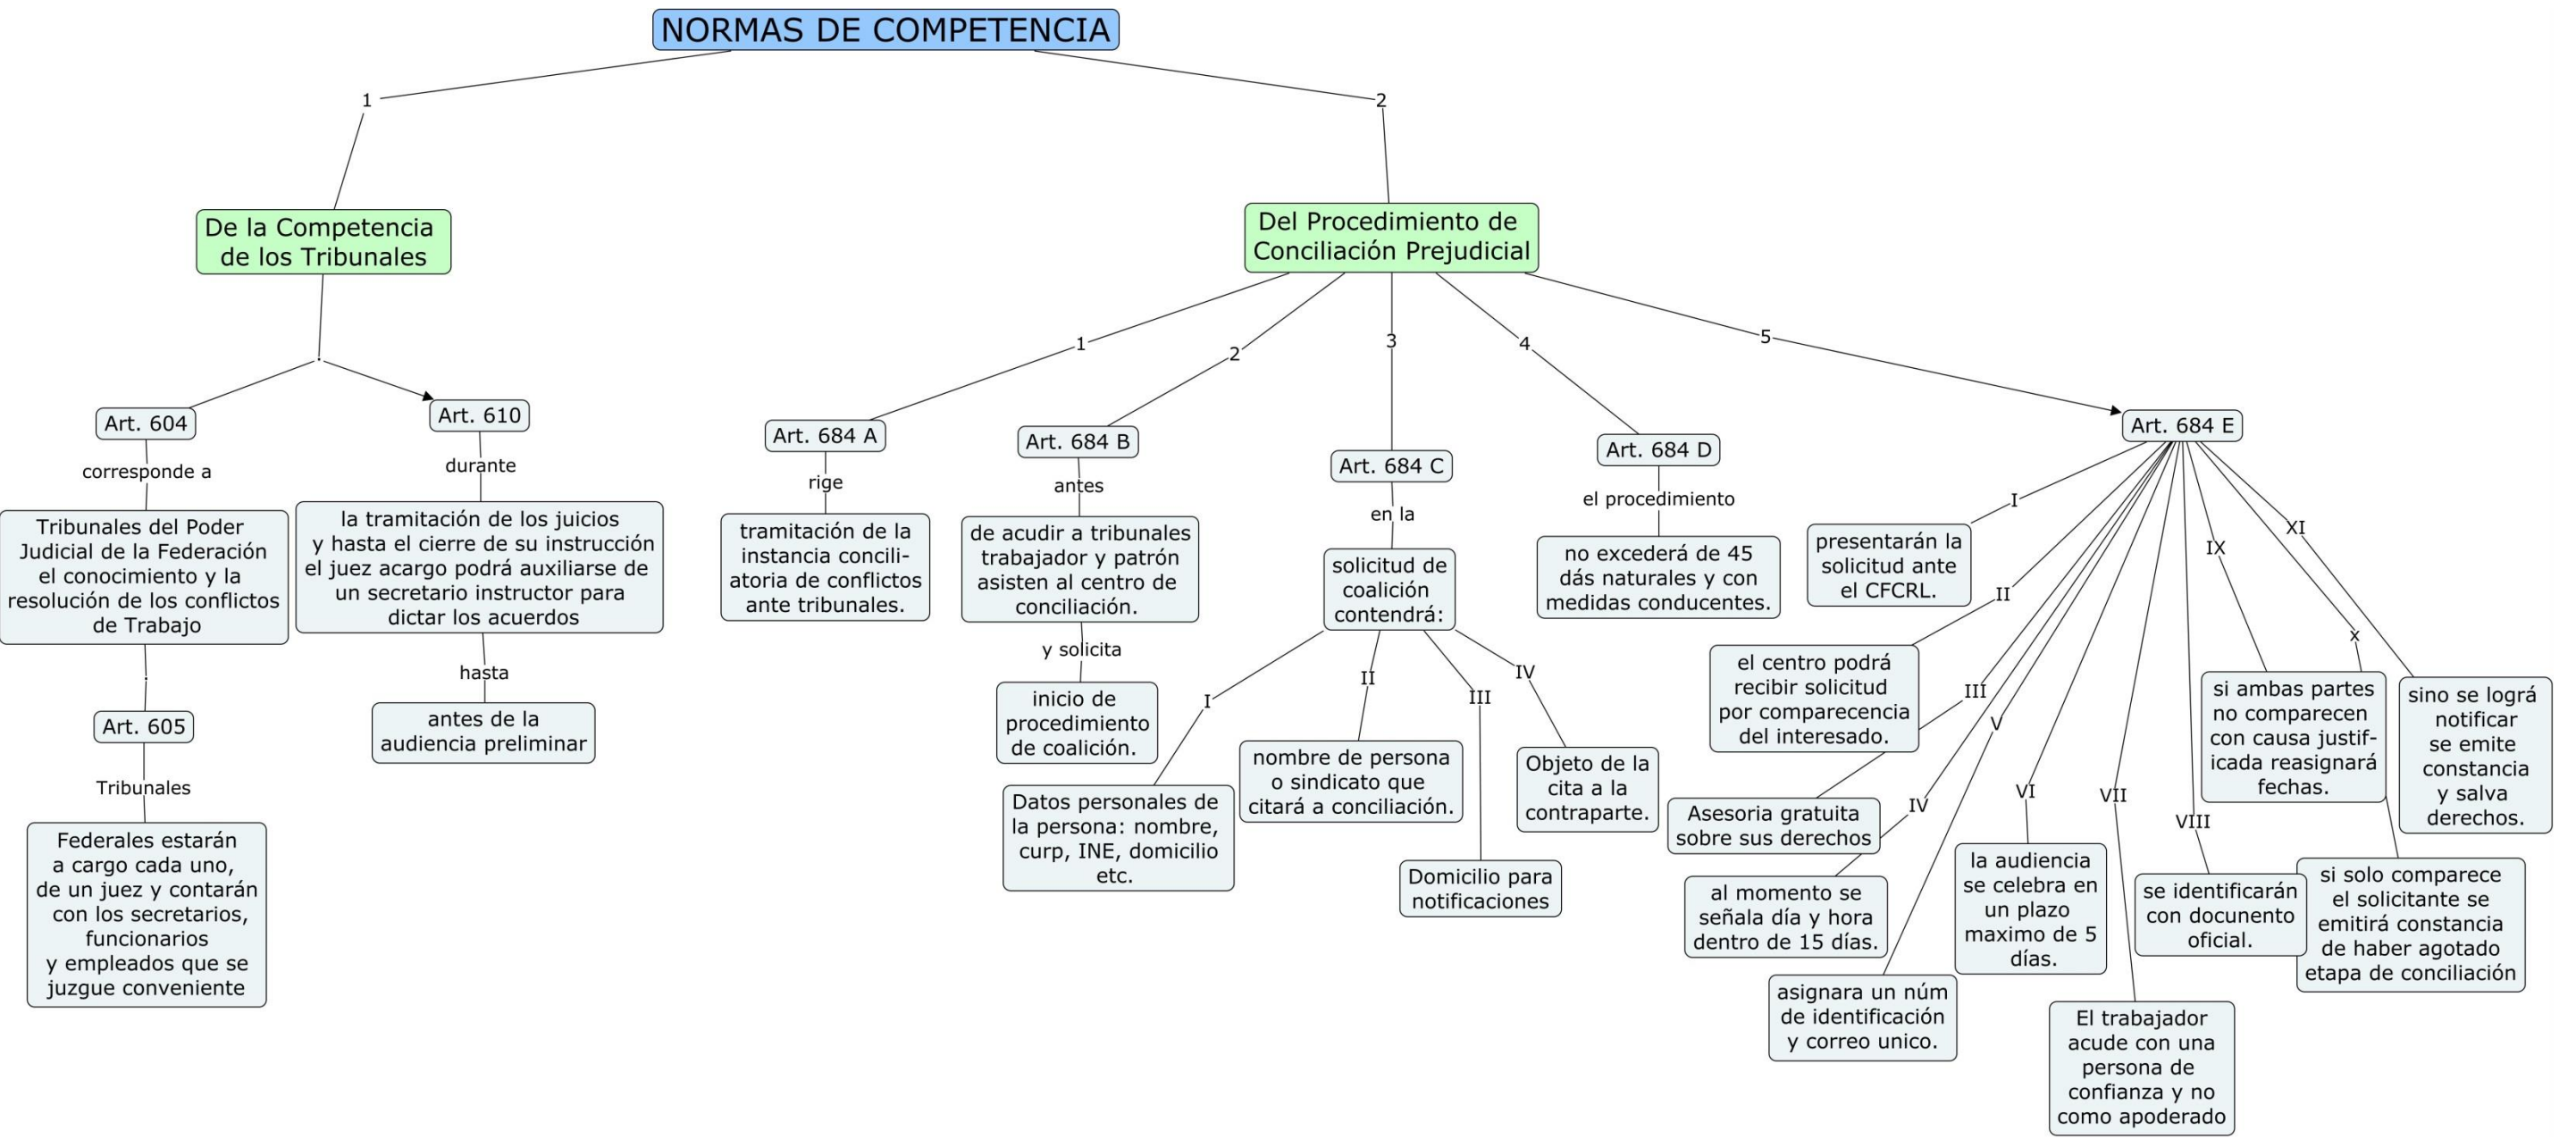 NORMAS DE COMPETENCIA
1
2
De la Competencia
de los Tribunales
.
Art. 604
corresponde a
Tribunales del Poder
Judicial de la Federación
el conocimiento y la
resolución de los conflictos
de Trabajo
.
Art. 605
Tribunales
Federales estarán
a cargo cada uno,
de un juez y contarán
con los secretarios,
funcionarios
y empleados que se
juzgue conveniente
Art. 610
durante
la tramitación de los juicios
y hasta el cierre de su instrucción
el juez acargo podrá auxiliarse de
un secretario instructor para
dictar los acuerdos
hasta
antes de la
audiencia preliminar
Del Procedimiento de
Conciliación Prejudicial
1
Art. 684 A
rige
tramitación de la
instancia concili-
atoria de conflictos
ante tribunales.
2
Art. 684 B
antes
de acudir a tribunales
trabajador y patrón
asisten al centro de
conciliación.
y solicita
inicio de
procedimiento
de coalición.
3
Art. 684 C
en la
solicitud de
coalición
contendrá:
I
Datos personales de
la persona: nombre,
curp, INE, domicilio
etc.
II
nombre de persona
o sindicato que
citará a conciliación.
III
Domicilio para
notificaciones
IV
Objeto de la
cita a la
contraparte.
4
Art. 684 D
el procedimiento
no excederá de 45
dás naturales y con
medidas conducentes.
5
Art. 684 E
I
presentarán la
solicitud ante
el CFCRL.
II
el centro podrá
recibir solicitud
por comparecencia
del interesado.
III
Asesoria gratuita
sobre sus derechos
IV
al momento se
señala día y hora
dentro de 15 días.
V
asignara un núm
de identificación
y correo unico.
VI
la audiencia
se celebra en
un plazo
maximo de 5
días.
VII
El trabajador
acude con una
persona de
confianza y no
como apoderado
VIII
se identificarán
con docunento
oficial.
IX
si ambas partes
no comparecen
con causa justif-
icada reasignará
fechas.
x
si solo comparece
el solicitante se
emitirá constancia
de haber agotado
etapa de conciliación
XI
sino se lográ
notificar
se emite
constancia
y salva
derechos.